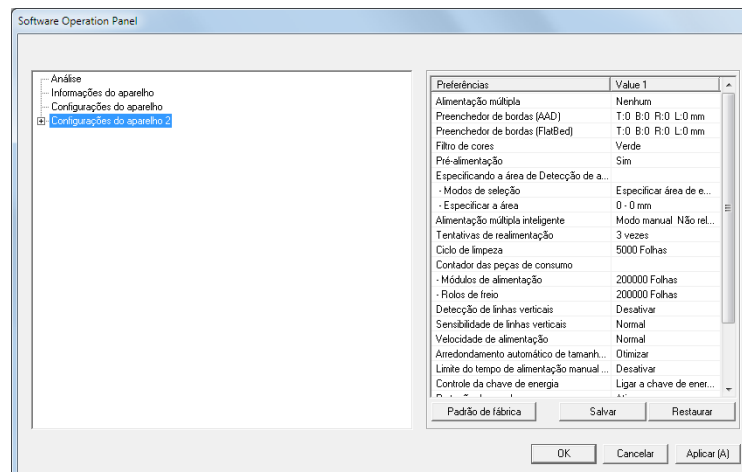 Software Operation Panel
Análise
Informações do aparelho
Configurações do aparelho
Configurações do aparelho 2
Preferências Value 1
Alimentação múltipla Nenhum
Preenchedor de bordas (AAD) T:0 B:0 R:0 L:0 mm
Preenchedor de bordas (FlatBed) T:0 B:0 R:0 L:0 mm
Filtro de cores Verde
Pré-alimentação Sim
Especificando a área de Detecção de a...
- Modos de seleção Especificar área de e...
- Especificar a área 0 - 0 mm
Alimentação múltipla inteligente Modo manual Não rel...
Tentativas de realimentação 3 vezes
Ciclo de limpeza 5000 Folhas
Contador das peças de consumo
- Módulos de alimentação 200000 Folhas
- Rolos de freio 200000 Folhas
Detecção de linhas verticais Desativar
Sensibilidade de linhas verticais Normal
Velocidade de alimentação Normal
Arredondamento automático de tamanh... Otimizar
Limite do tempo de alimentação manual ... Desativar
Controle da chave de energia Ligar a chave de ener...
Padrão de fábrica Salvar Restaurar
OK Cancelar Aplicar (A)